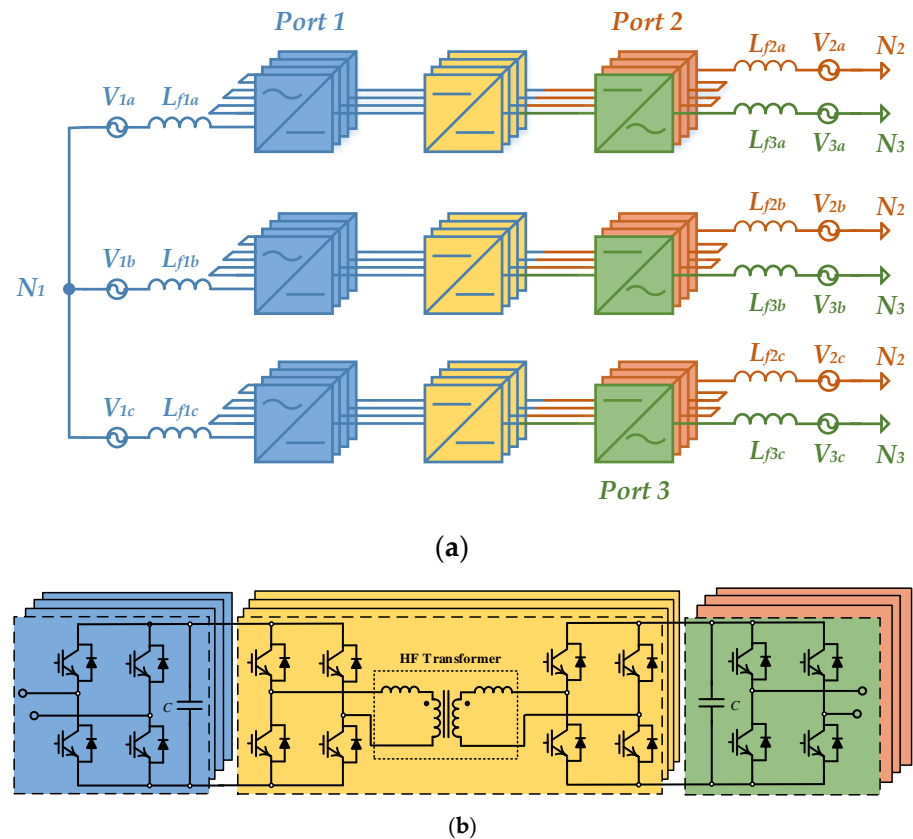 Port 1
Port 2
Lf2a V2a N2
V1a Lf1a
Lf3a V3a N3
Lf2b V2b N2
N1 V1b Lf1b
Lf3b V3b N3
Lf2c V2c N2
V1c Lf1c
Lf3c V3c N3
Port 3
(a)
HF Transformer
C
C
(b)